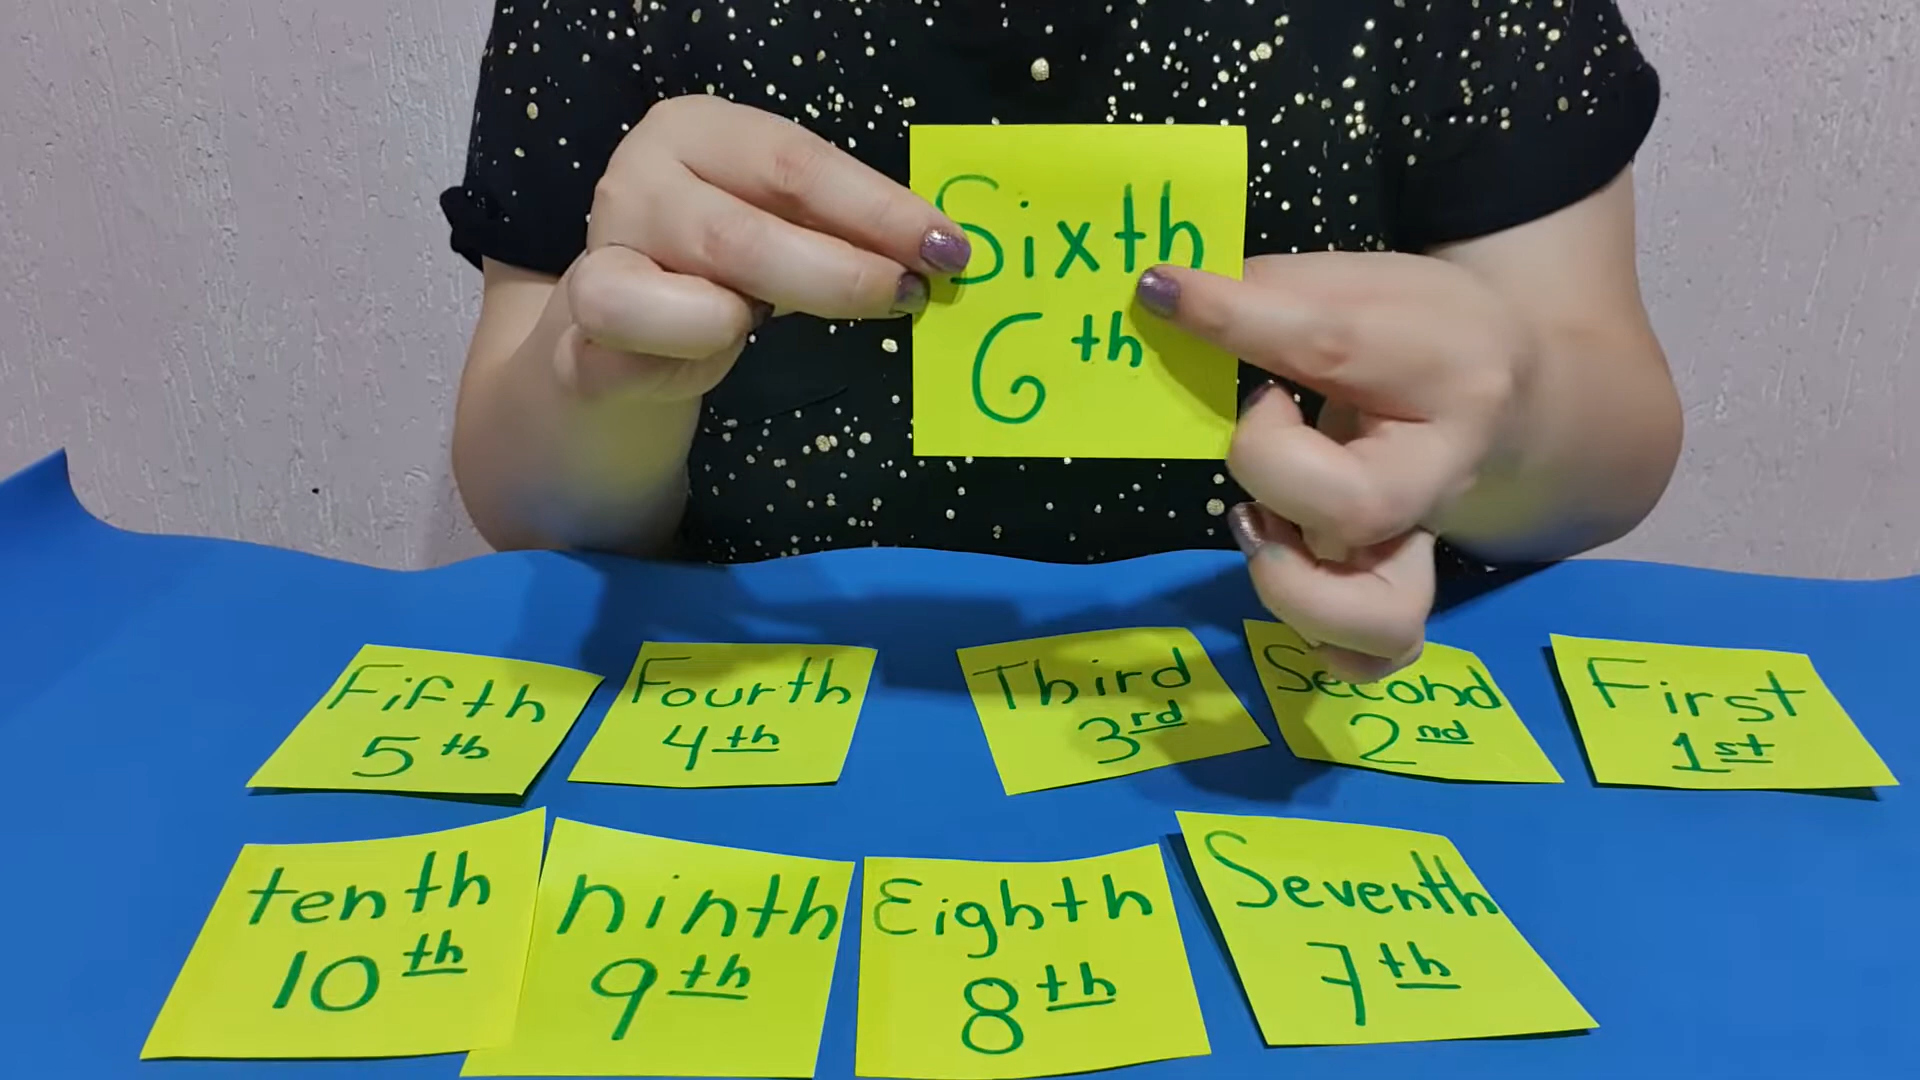 Sixth
6th
Fifth
5th
Fourth
4th
Third
3rd
Second
2nd
First
1st
tenth
10th
ninth
9th
Eighth
8th
Seventh
7th